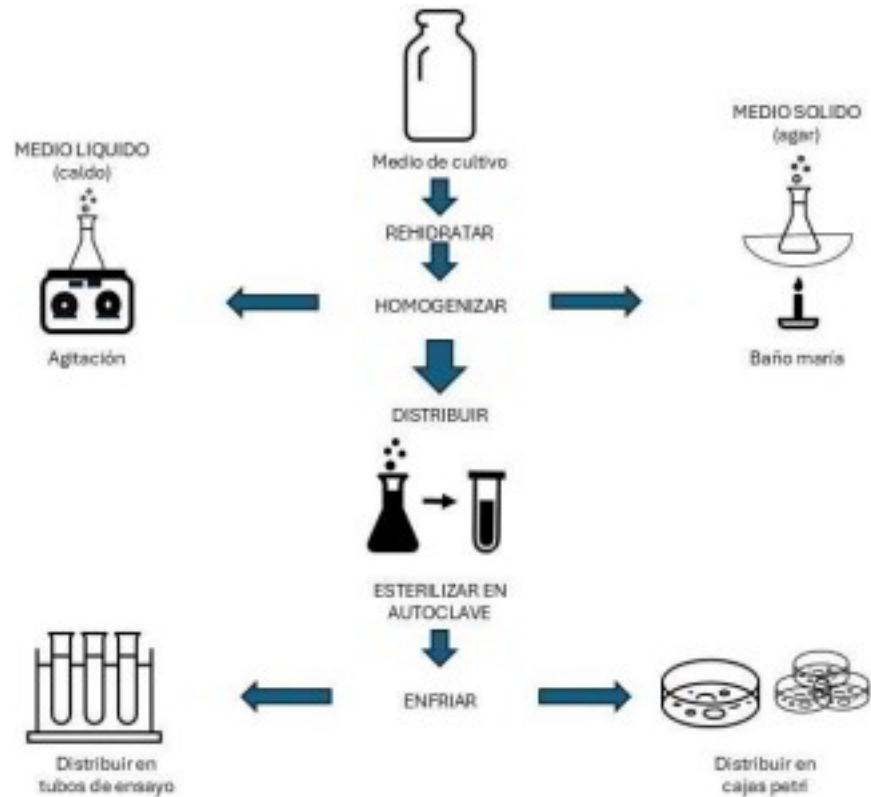 MEDIO LIQUIDO
(caldo)
Agitación
Medio de cultivo
REHIDRATAR
HOMOGENIZAR
MEDIO SOLIDO
(agar)
Baño maría
DISTRIBUIR
ESTERILIZAR EN
AUTOCLAVE
ENFRIAR
Distribuir en
tubos de ensayo
Distribuir en
cajas petri